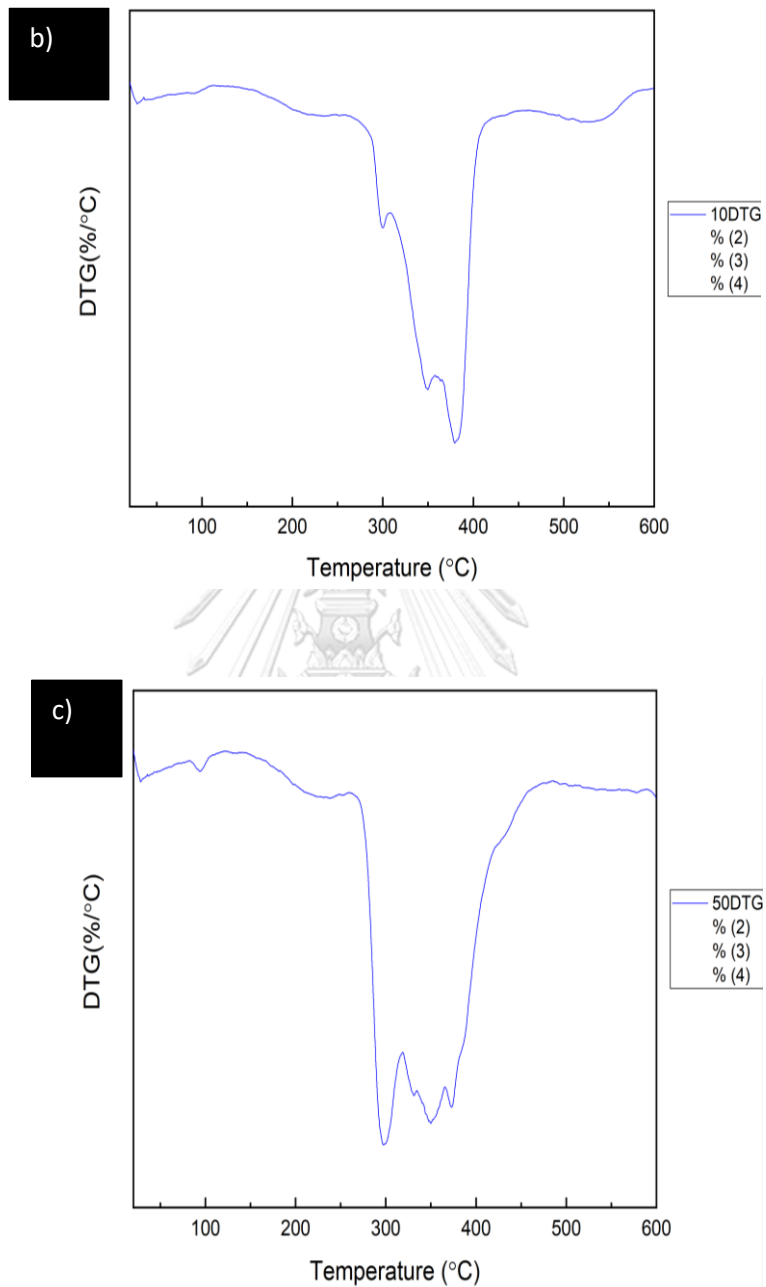 b)
DTG(%/°C)
10DTG
% (2)
% (3)
% (4)
100 200 300 400 500 600
Temperature (°C)
c)
DTG(%/°C)
50DTG
% (2)
% (3)
% (4)
100 200 300 400 500 600
Temperature (°C)